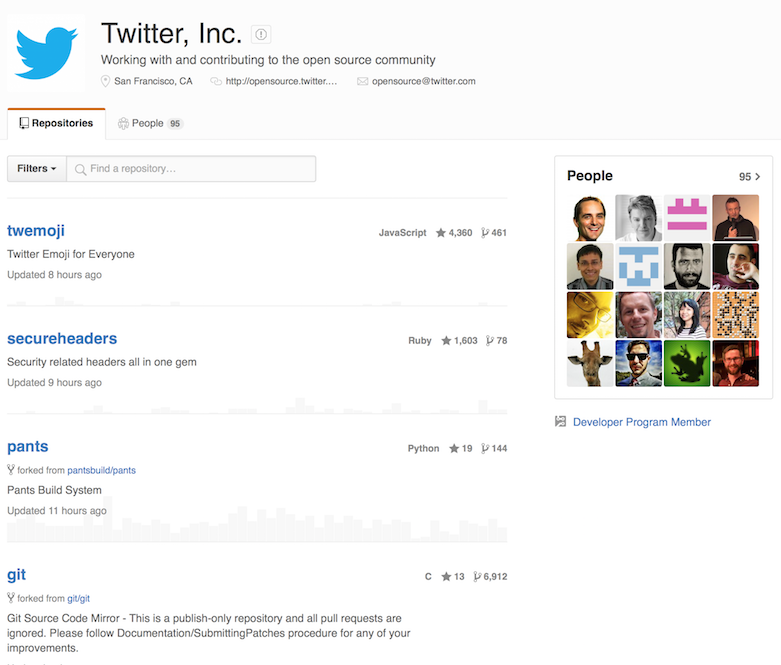 Twitter, Inc.
Working with and contributing to the open source community
San Francisco, CA http://opensource.twitter.... opensource@twitter.com
Repositories People 95
Filters Find a repository...
People 95
twemoji JavaScript 4,360 461
Twitter Emoji for Everyone
Updated 8 hours ago
secureheaders Ruby 1,603 78
Security related headers all in one gem
Updated 9 hours ago
Developer Program Member
pants Python 19 144
forked from pantsbuild/pants
Pants Build System
Updated 11 hours ago
git C 13 6,912
forked from git/git
Git Source Code Mirror - This is a publish-only repository and all pull requests are
ignored. Please follow Documentation/SubmittingPatches procedure for any of your
improvements.